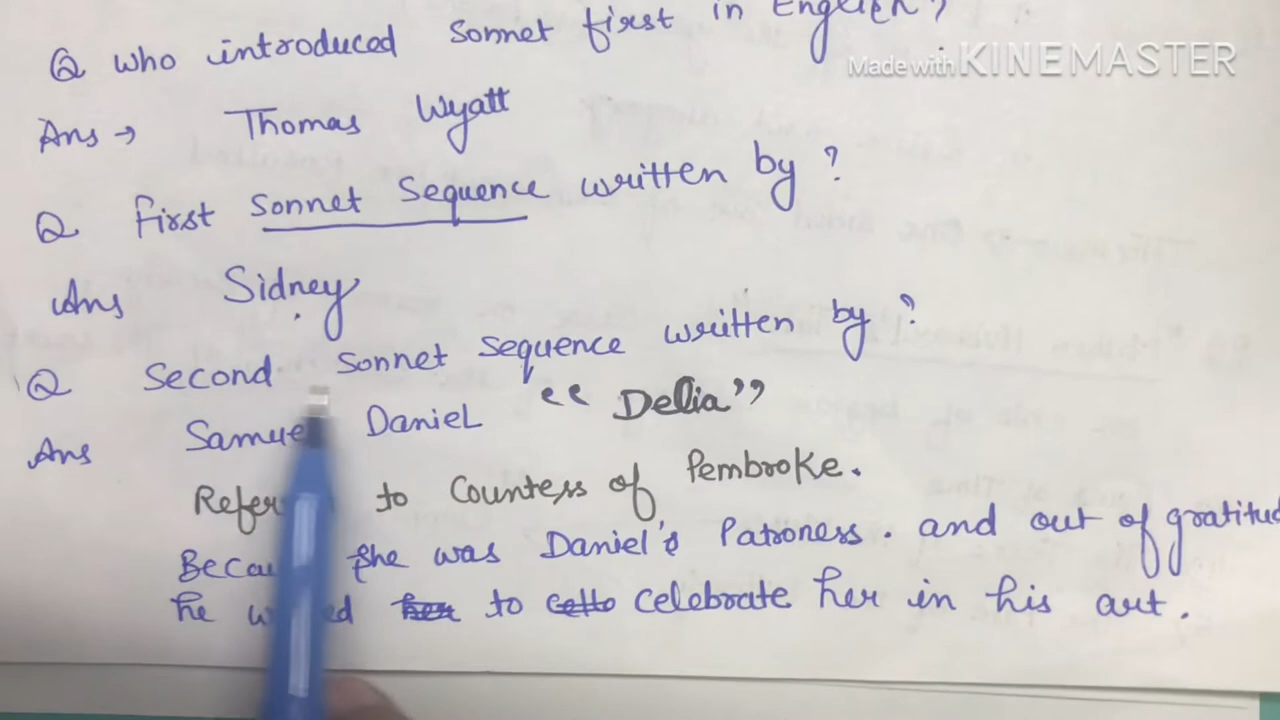 Q who introduced sonnet first in English?
Made with KINEMASTER
Ans → Thomas Wyatt
Q first sonnet sequence written by ?
Ans Sidney
Q Second sonnet sequence written by ?
Ans Samuel Daniel "Delia"
to Countess of Pembroke.
she was Daniel's Patroness. and out of
he to celebrate her in his art.